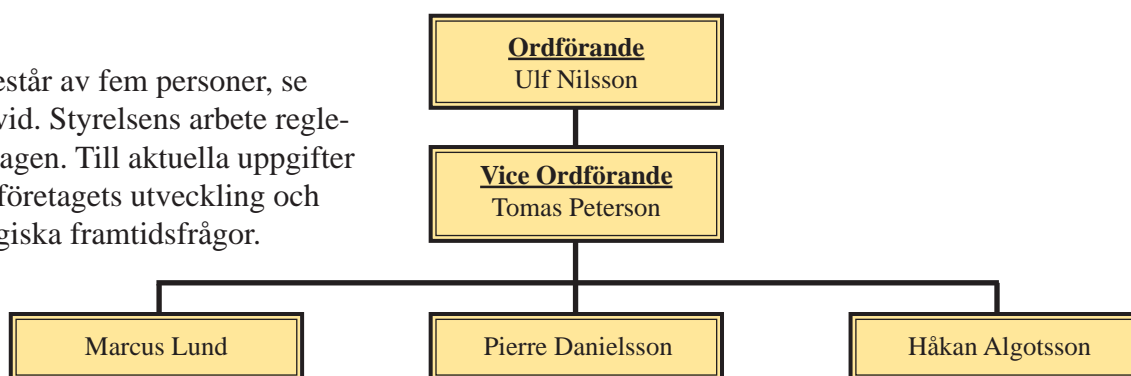 estår av fem personer, se
vid. Styrelsens arbete regle-
agen. Till aktuella uppgifter
företagets utveckling och
giska framtidsfrågor.
Ordförande
Ulf Nilsson
Vice Ordförande
Tomas Peterson
Marcus Lund
Pierre Danielsson
Håkan Algotsson